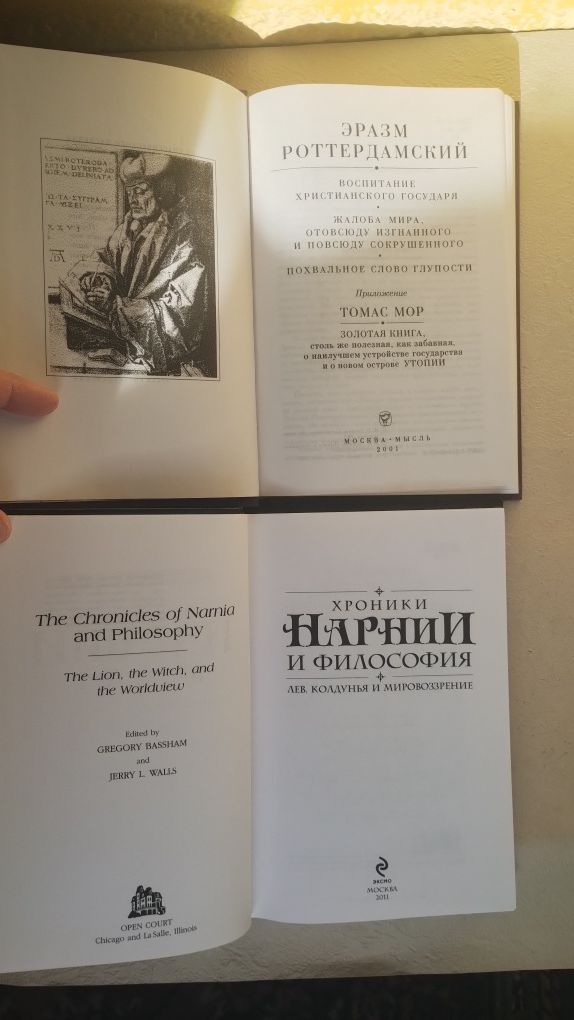 ЭРАЗМ
РОТТЕРДАМСКИЙ
ВОСПИТАНИЕ
ХРИСТИАНСКОГО ГОСУДАРЯ
ЖАЛОБА МИРА,
ОТОВСЮДУ ИЗГНАННОГО
И ПОВСЮДУ СОКРУШЕННОГО
ПОХВАЛЬНОЕ СЛОВО ГЛУПОСТИ
Приложение
ТОМАС МОР
ЗОЛОТАЯ КНИГА,
столь же полезная, как забавная,
о наилучшем устройстве государства
и о новом острове УТОПИИ
МОСКВА • МЫСЛЬ
2001
The Chronicles of Narnia
and Philosophy
The Lion, the Witch, and
the Worldview
Edited by
GREGORY BASSHAM
and
JERRY L. WALLS
OPEN COURT
Chicago and La Salle, Illinois
ХРОНИКИ
НАРНИИ
И ФИЛОСОФИЯ
ЛЕВ, КОЛДУНЬЯ И МИРОВОЗЗРЕНИЕ
ЭКСМО
МОСКВА
2011